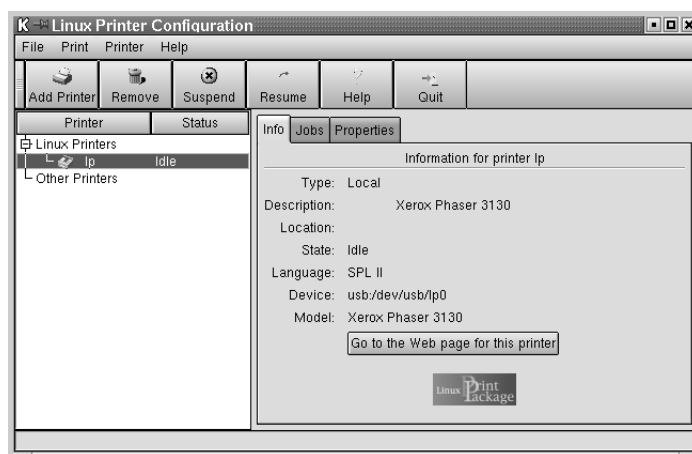 K Linux Printer Configuration
File Print Printer Help
Add Printer Remove Suspend Resume Help Quit
Printer Status
Linux Printers
lp Idle
Other Printers
Info Jobs Properties
Information for printer lp
Type: Local
Description: Xerox Phaser 3130
Location:
State: Idle
Language: SPL II
Device: usb:/dev/usb/lp0
Model: Xerox Phaser 3130
Go to the Web page for this printer
Linux Print Package